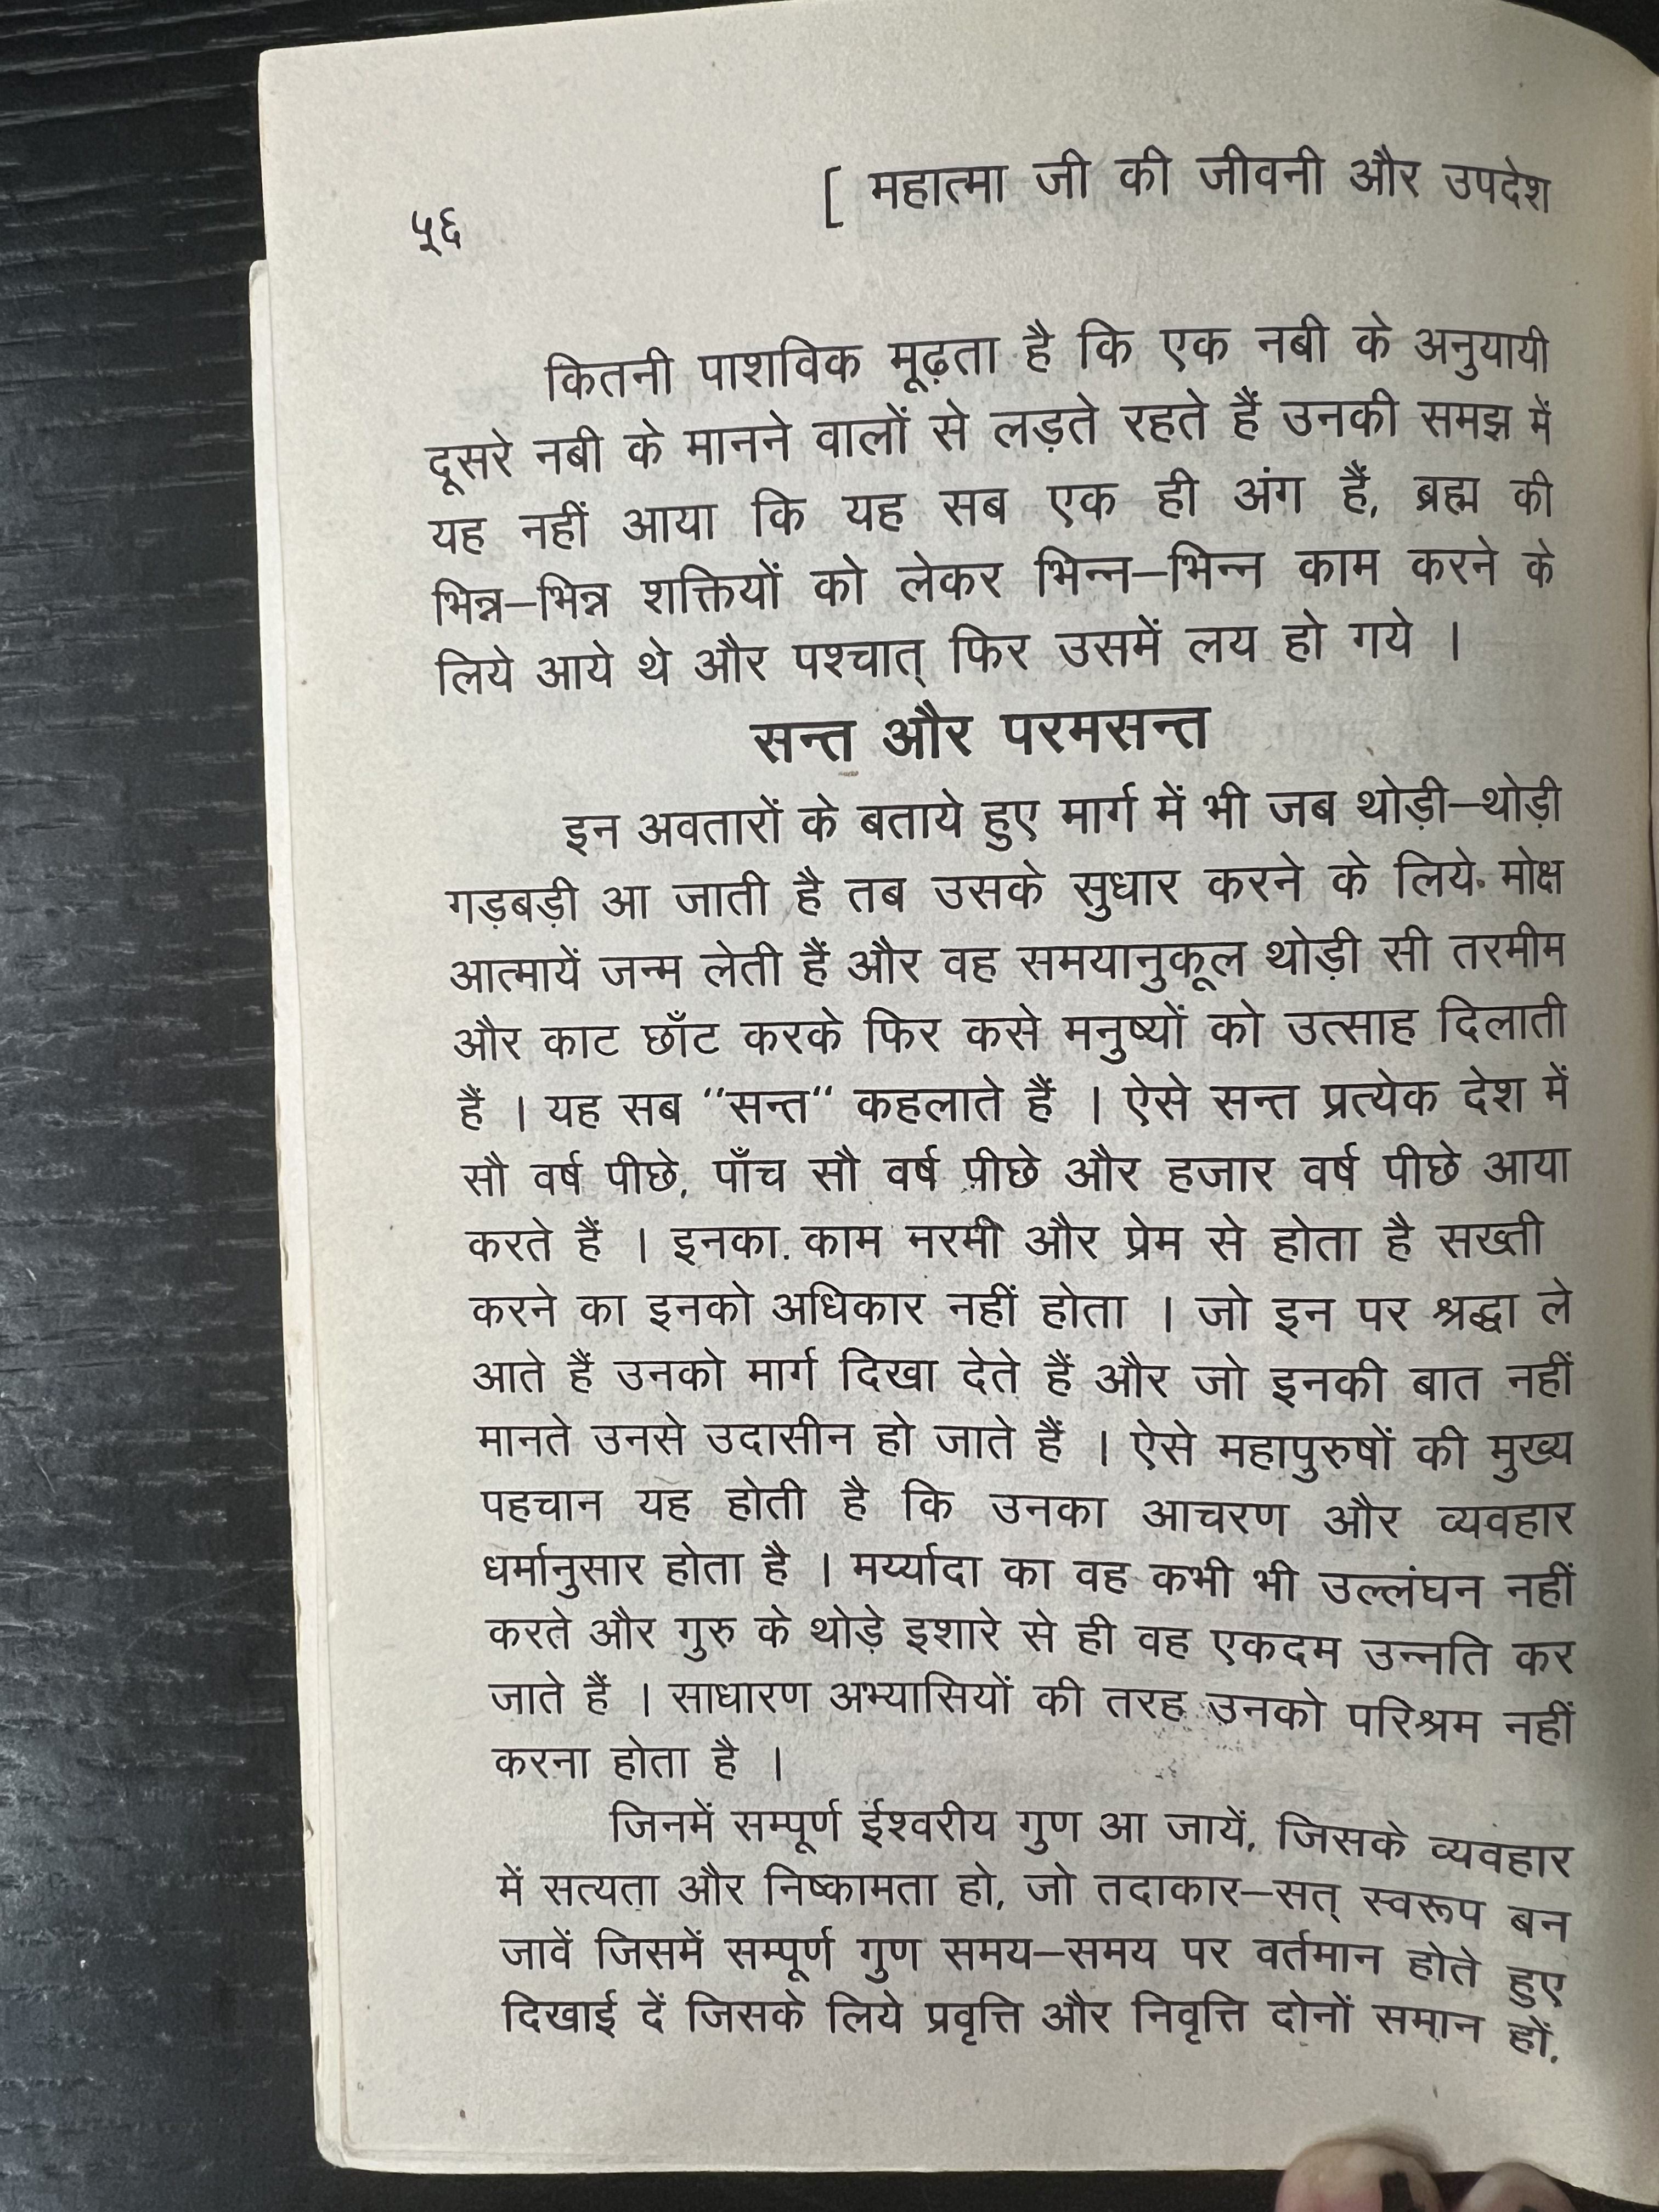 ५६
[ महात्मा जी की जीवनी और उपदेश
कितनी पाशविक मूढ़ता है कि एक नबी के अनुयायी
दूसरे नबी के मानने वालों से लड़ते रहते हैं उनकी समझ में
यह नहीं आया कि यह सब एक ही अंग हैं, ब्रह्म की
भिन्न–भिन्न शक्तियों को लेकर भिन्न–भिन्न काम करने के
लिये आये थे और पश्चात् फिर उसमें लय हो गये ।
सन्त और परमसन्त
इन अवतारों के बताये हुए मार्ग में भी जब थोड़ी–थोड़ी
गड़बड़ी आ जाती है तब उसके सुधार करने के लिये मोक्ष
आत्मायें जन्म लेती हैं और वह समयानुकूल थोड़ी सी तरमीम
और काट छाँट करके फिर कसे मनुष्यों को उत्साह दिलाती
हैं । यह सब “सन्त“ कहलाते हैं । ऐसे सन्त प्रत्येक देश में
सौ वर्ष पीछे, पाँच सौ वर्ष पीछे और हजार वर्ष पीछे आया
करते हैं । इनका काम नरमी और प्रेम से होता है सख्ती
करने का इनको अधिकार नहीं होता । जो इन पर श्रद्धा ले
आते हैं उनको मार्ग दिखा देते हैं और जो इनकी बात नहीं
मानते उनसे उदासीन हो जाते हैं । ऐसे महापुरुषों की मुख्य
पहचान यह होती है कि उनका आचरण और व्यवहार
धर्मानुसार होता है । मर्य्यादा का वह कभी भी उल्लंघन नहीं
करते और गुरु के थोड़े इशारे से ही वह एकदम उन्नति कर
जाते हैं । साधारण अभ्यासियों की तरह उनको परिश्रम नहीं
करना होता है ।
जिनमें सम्पूर्ण ईश्वरीय गुण आ जायें, जिसके व्यवहार
में सत्यता और निष्कामता हो, जो तदाकार–सत् स्वरूप बन
जावें जिसमें सम्पूर्ण गुण समय–समय पर वर्तमान होते हुए
दिखाई दें जिसके लिये प्रवृत्ति और निवृत्ति दोनों समान हों,